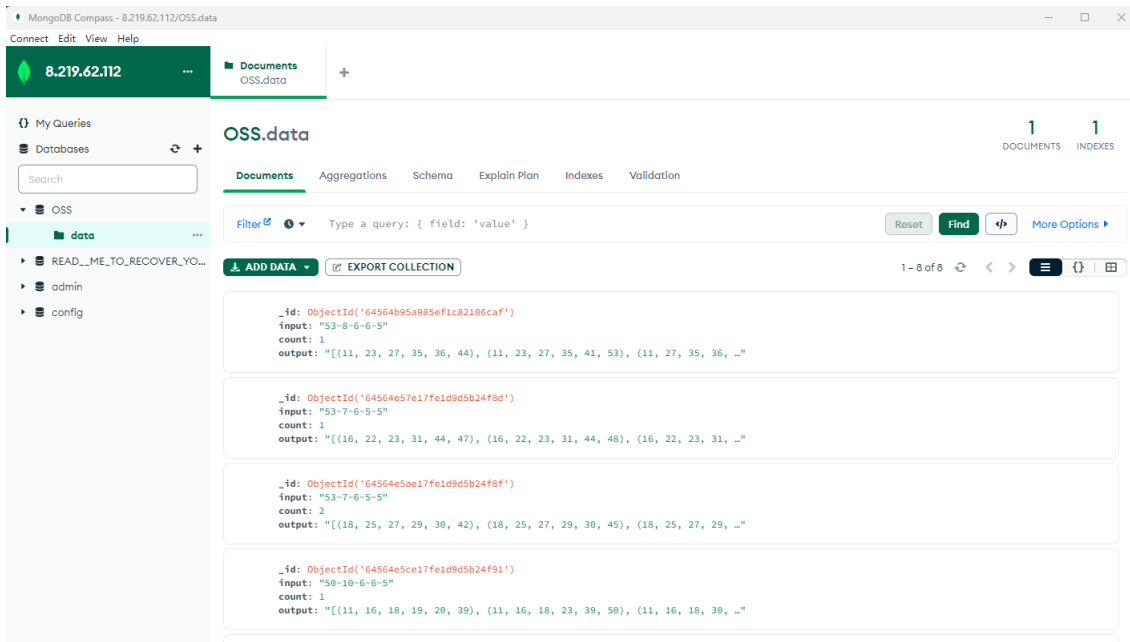 MongoDB Compass - 8.219.62.112/OSS.data
Connect Edit View Help
8.219.62.112 ...
Documents
OSS.data
+
{} My Queries
Databases
Search
OSS
data ...
READ__ME_TO_RECOVER_YO...
admin
config
OSS.data
1
DOCUMENTS
1
INDEXES
Documents Aggregations Schema Explain Plan Indexes Validation
Filter Type a query: { field: 'value' } Reset Find </> More Options
ADD DATA EXPORT COLLECTION 1 – 8 of 8 {}
_id: ObjectId('64564b95a985ef1c82106caf')
input: "53-8-6-6-5"
count: 1
output: "[(11, 23, 27, 35, 36, 44), (11, 23, 27, 35, 41, 53), (11, 27, 35, 36, …"
_id: ObjectId('64564e57e17fe1d9d5b24f8d')
input: "53-7-6-5-5"
count: 1
output: "[(16, 22, 23, 31, 44, 47), (16, 22, 23, 31, 44, 48), (16, 22, 23, 31, …"
_id: ObjectId('64564e5ae17fe1d9d5b24f8f')
input: "53-7-6-5-5"
count: 2
output: "[(18, 25, 27, 29, 30, 42), (18, 25, 27, 29, 30, 45), (18, 25, 27, 29, …"
_id: ObjectId('64564e5ce17fe1d9d5b24f91')
input: "50-10-6-6-5"
count: 1
output: "[(11, 16, 18, 19, 20, 39), (11, 16, 18, 23, 39, 50), (11, 16, 18, 30, …"